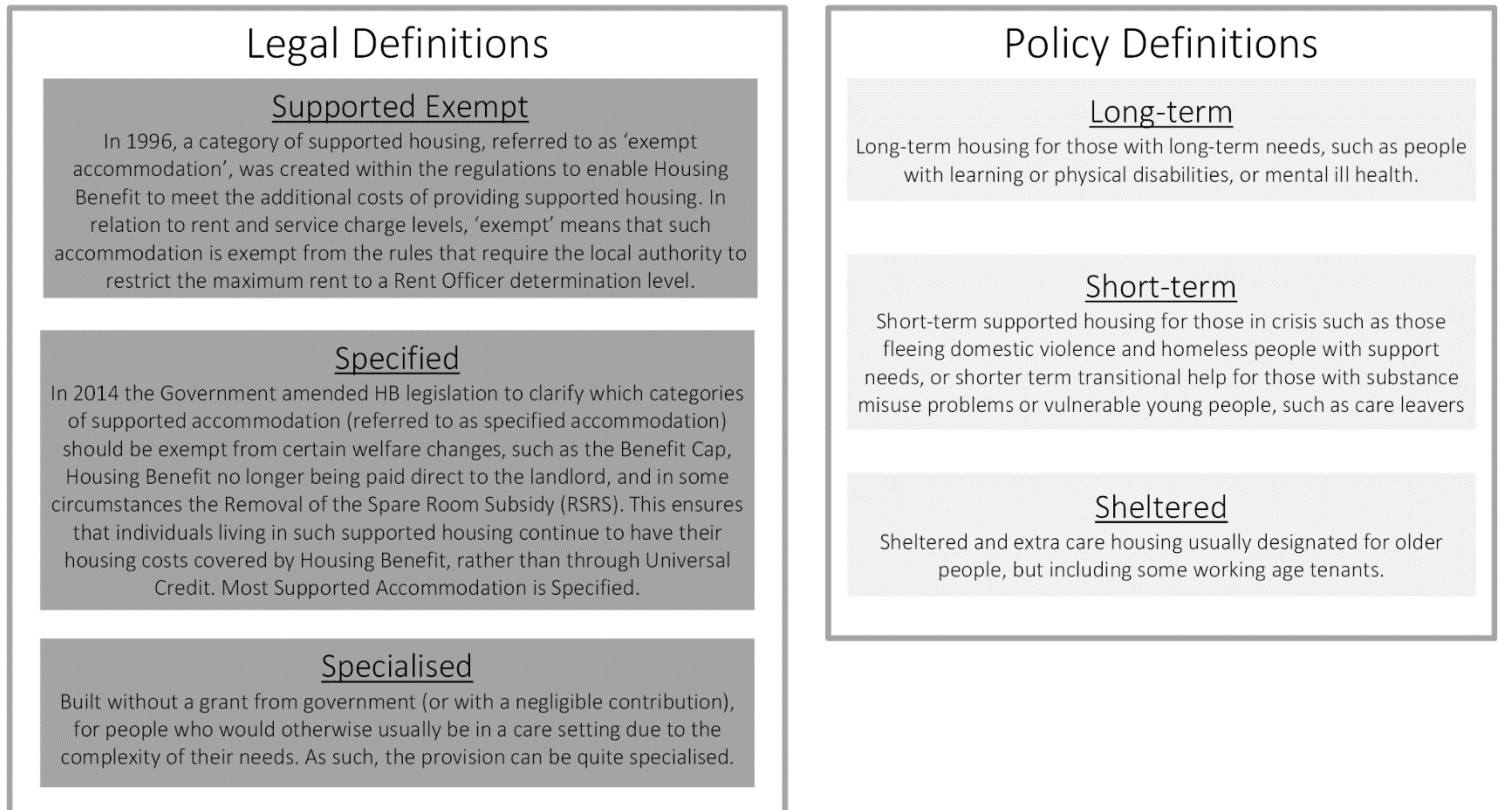 Legal Definitions
Supported Exempt
In 1996, a category of supported housing, referred to as ‘exempt
accommodation’, was created within the regulations to enable Housing
Benefit to meet the additional costs of providing supported housing. In
relation to rent and service charge levels, ‘exempt’ means that such
accommodation is exempt from the rules that require the local authority to
restrict the maximum rent to a Rent Officer determination level.
Specified
In 2014 the Government amended HB legislation to clarify which categories
of supported accommodation (referred to as specified accommodation)
should be exempt from certain welfare changes, such as the Benefit Cap,
Housing Benefit no longer being paid direct to the landlord, and in some
circumstances the Removal of the Spare Room Subsidy (RSRS). This ensures
that individuals living in such supported housing continue to have their
housing costs covered by Housing Benefit, rather than through Universal
Credit. Most Supported Accommodation is Specified.
Specialised
Built without a grant from government (or with a negligible contribution),
for people who would otherwise usually be in a care setting due to the
complexity of their needs. As such, the provision can be quite specialised.
Policy Definitions
Long-term
Long-term housing for those with long-term needs, such as people
with learning or physical disabilities, or mental ill health.
Short-term
Short-term supported housing for those in crisis such as those
fleeing domestic violence and homeless people with support
needs, or shorter term transitional help for those with substance
misuse problems or vulnerable young people, such as care leavers
Sheltered
Sheltered and extra care housing usually designated for older
people, but including some working age tenants.